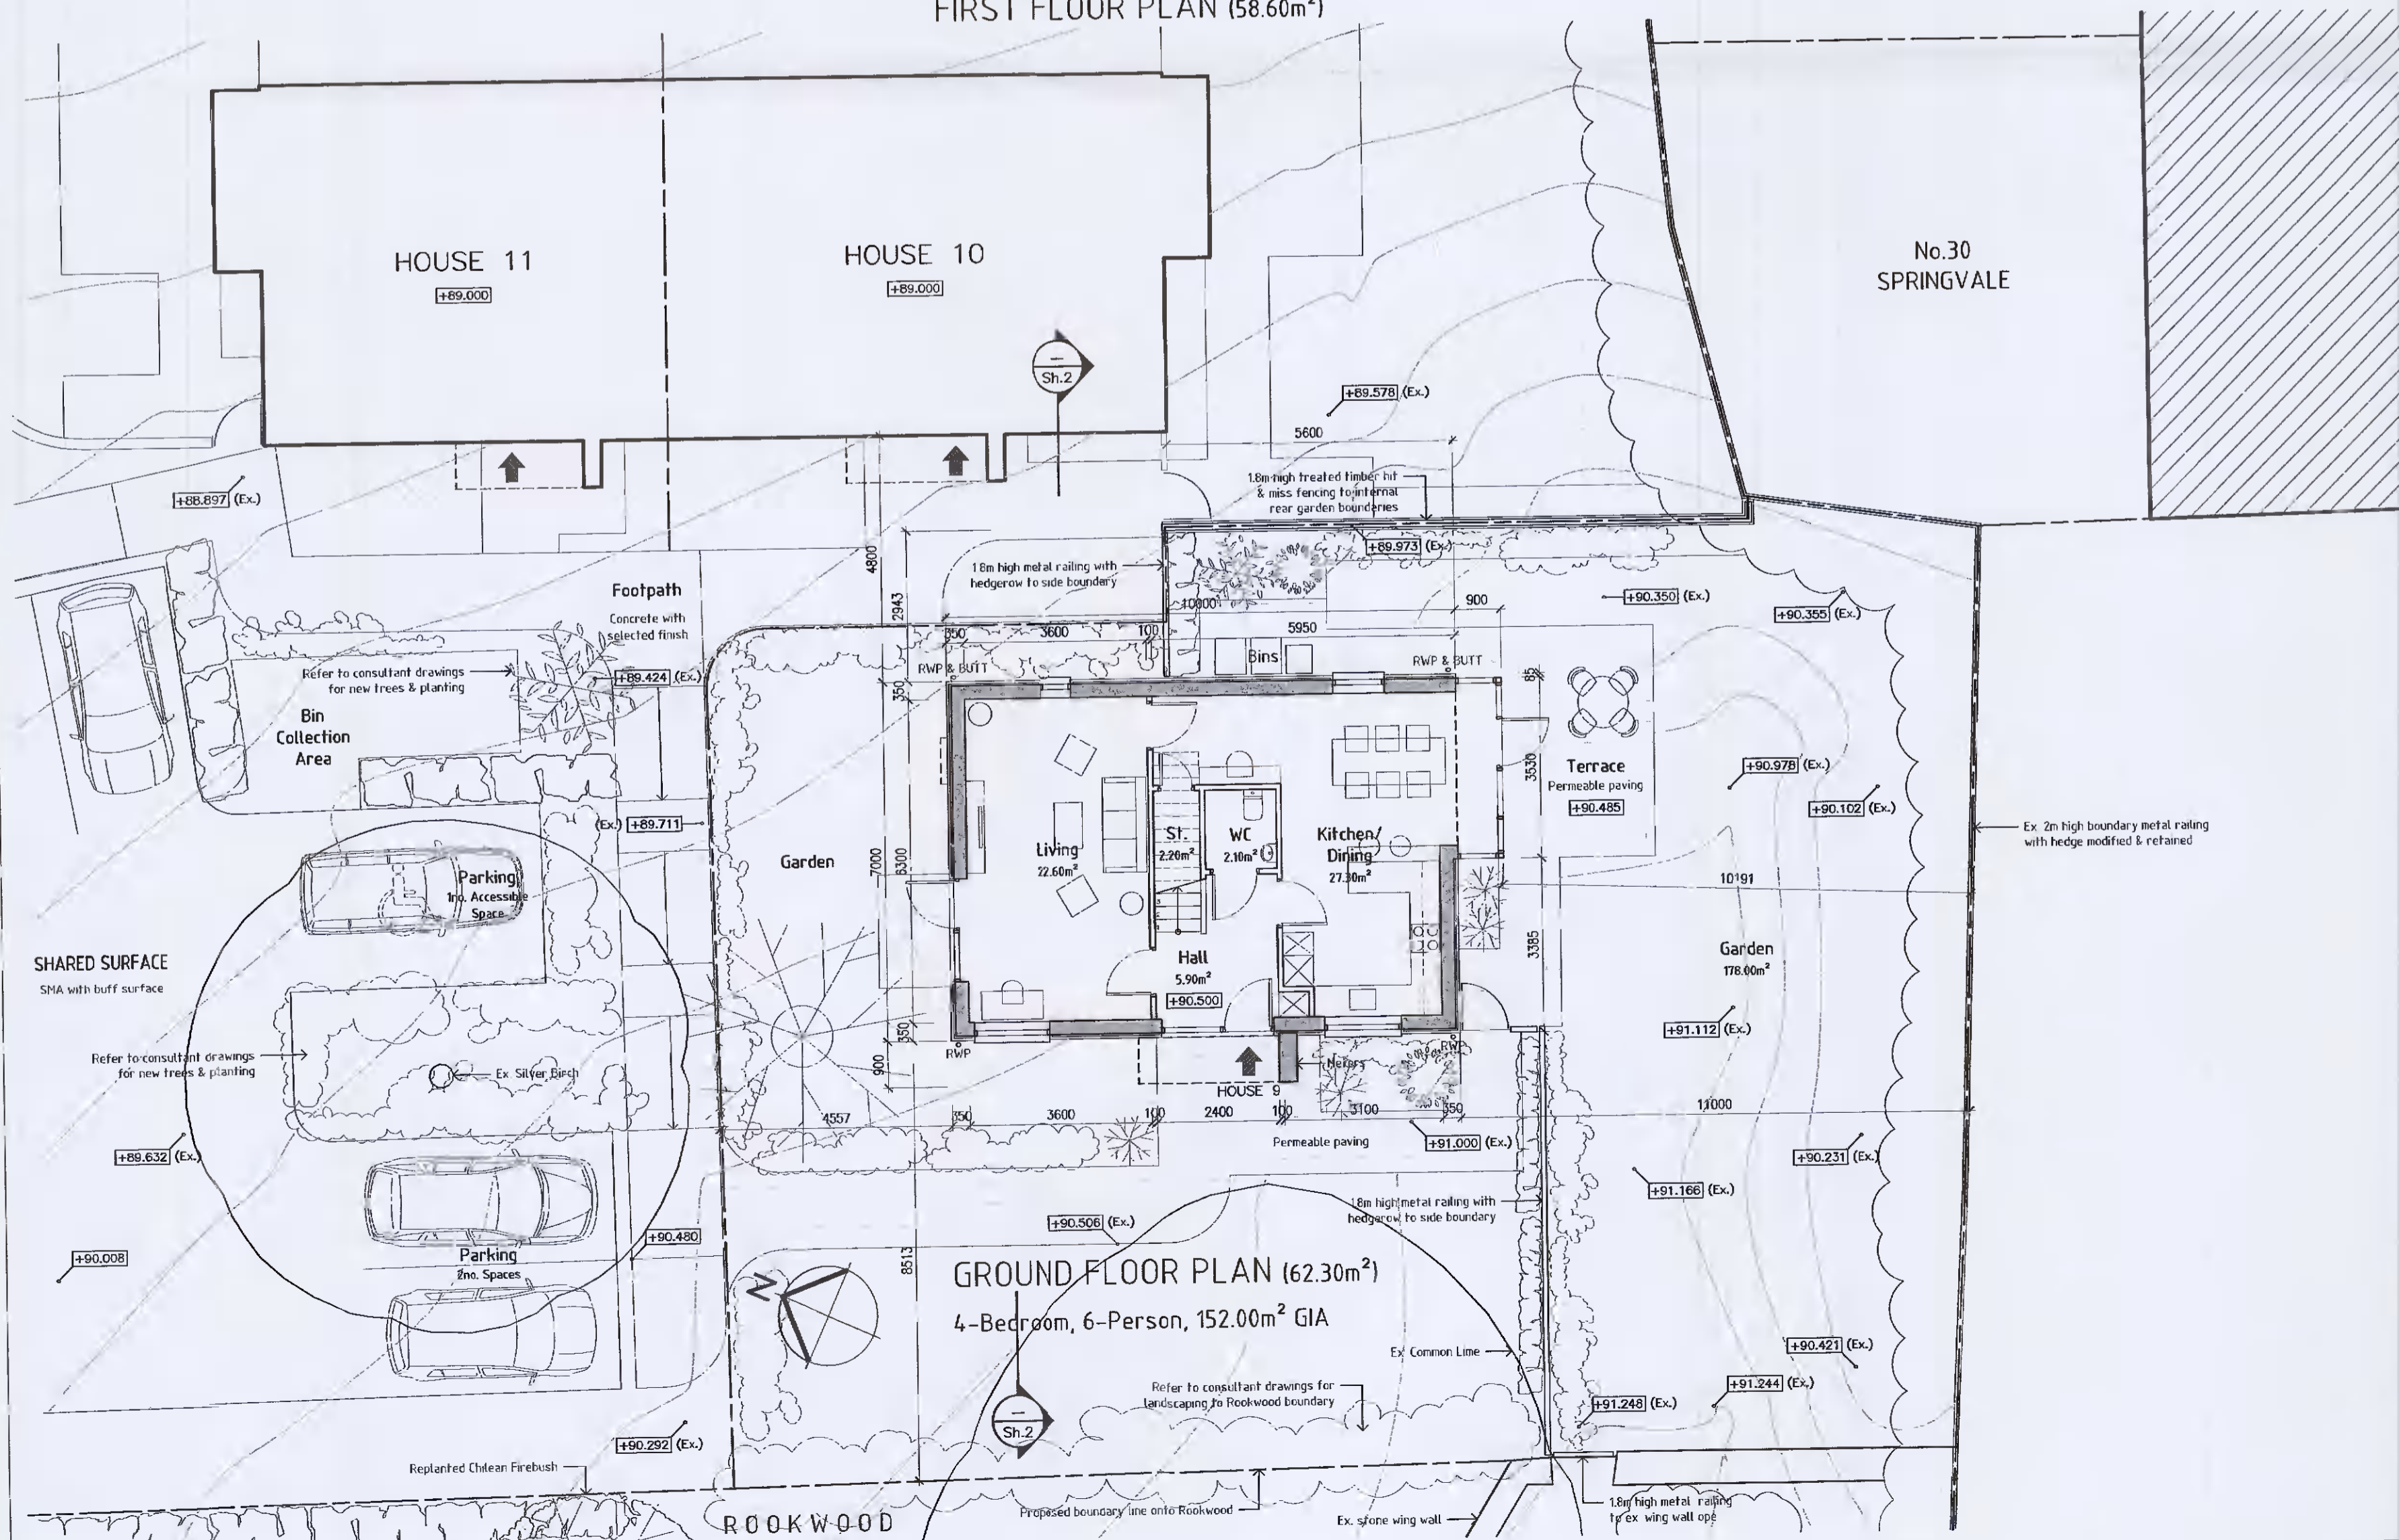 FIRST FLOOR PLAN (58.60m²)
HOUSE 11
+89.000
HOUSE 10
+89.000
No.30
SPRINGVALE
Sh.2
+89.578 (Ex.)
5600
+88.897 (Ex.)
1.8m high treated timber hit
& miss fencing to internal
rear garden boundaries
+89.973 (Ex.)
4800
2943
1.8m high metal railing with
hedgerow to side boundary
Footpath
Concrete with
selected finish
10000
900
+90.350 (Ex.)
+90.355 (Ex.)
350
3600
100
5950
RWP & BUTT
Bins
RWP & BUTT
Refer to consultant drawings
for new trees & planting
+89.424 (Ex.)
350
85
Bin
Collection
Area
3530
Terrace
Permeable paving
+90.485
+90.978 (Ex.)
+90.102 (Ex.)
(Ex.) +89.711
Garden
7000
6300
Living
22.60m²
St.
2.20m²
WC
2.10m²
Kitchen/
Dining
27.30m²
Ex. 2m high boundary metal railing
with hedge modified & retained
Parking
1no. Accessible
Space
10191
SHARED SURFACE
SMA with buff surface
Hall
5.90m²
+90.500
3385
Garden
178.00m²
+91.112 (Ex.)
350
900
RWP
RWP
Refer to consultant drawings
for new trees & planting
Ex. Silver Birch
Meters
HOUSE 9
4557
350
3600
100
2400
100
3100
350
11000
Permeable paving
+91.000 (Ex.)
+89.632 (Ex.)
+90.231 (Ex.)
+91.166 (Ex.)
1.8m high metal railing with
hedgerow to side boundary
+90.506 (Ex.)
+90.480
+90.008
Parking
2no. Spaces
8513
N
GROUND FLOOR PLAN (62.30m²)
4-Bedroom, 6-Person, 152.00m² GIA
Ex. Common Lime
+90.421 (Ex.)
+91.244 (Ex.)
+91.248 (Ex.)
Refer to consultant drawings for
landscaping to Rookwood boundary
Sh.2
+90.292 (Ex.)
Replanted Chilean Firebush
Proposed boundary line onto Rookwood
Ex. stone wing wall
1.8m high metal railing
to ex wing wall ope
ROOKWOOD